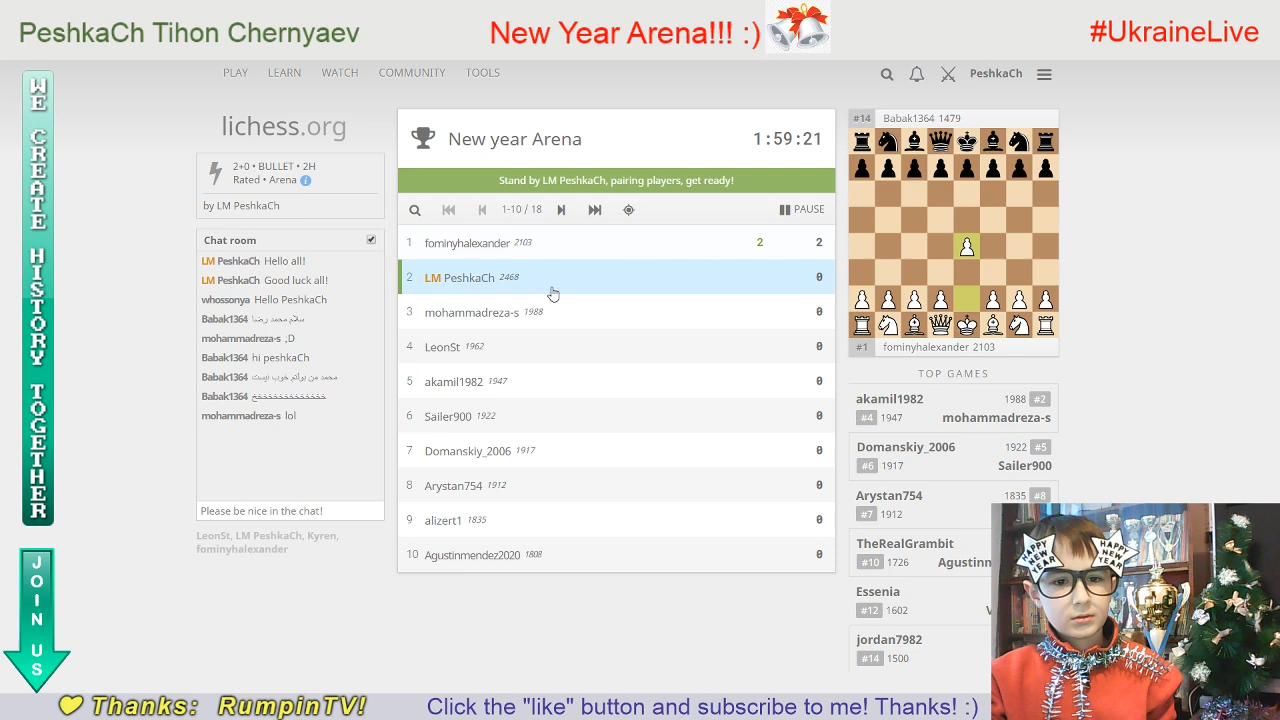 PeshkaCh Tihon Chernyaev
New Year Arena!!! :)
#UkraineLive
WE CREATE HISTORY TOGETHER
JOIN US
PLAY LEARN WATCH COMMUNITY TOOLS
PeshkaCh
lichess.org
2+0 • BULLET • 2H
Rated • Arena
by LM PeshkaCh
Chat room
LM PeshkaCh Hello all!
LM PeshkaCh Good luck all!
whossonya Hello PeshkaCh
Babak1364 سلام محمد رضا
mohammadreza-s ;D
Babak1364 hi peshkaCh
Babak1364 محمد من بولتم خوب نیست
Babak1364
mohammadreza-s lol
Please be nice in the chat!
LeonSt, LM PeshkaCh, Kyren,
fominyhalexander
New year Arena 1:59:21
Stand by LM PeshkaCh, pairing players, get ready!
1-10 / 18 PAUSE
1 fominyhalexander 2103 2 2
2 LM PeshkaCh 2468 0
3 mohammadreza-s 1988 0
4 LeonSt 1962 0
5 akamil1982 1947 0
6 Sailer900 1922 0
7 Domanskiy_2006 1917 0
8 Arystan754 1912 0
9 alizert1 1835 0
10 Agustinmendez2020 1808 0
#14 Babak1364 1479
#1 fominyhalexander 2103
TOP GAMES
akamil1982 1988 #2
#4 1947 mohammadreza-s
Domanskiy_2006 1922 #5
#6 1917 Sailer900
Arystan754 1835 #8
#7 1912
TheRealGrambit
#10 1726 Agustinm
Essenia
#12 1602
jordan7982
#14 1500
HAPPY NEW YEAR
HAPPY NEW YEAR
Thanks: RumpinTV!
Click the "like" button and subscribe to me! Thanks! :)